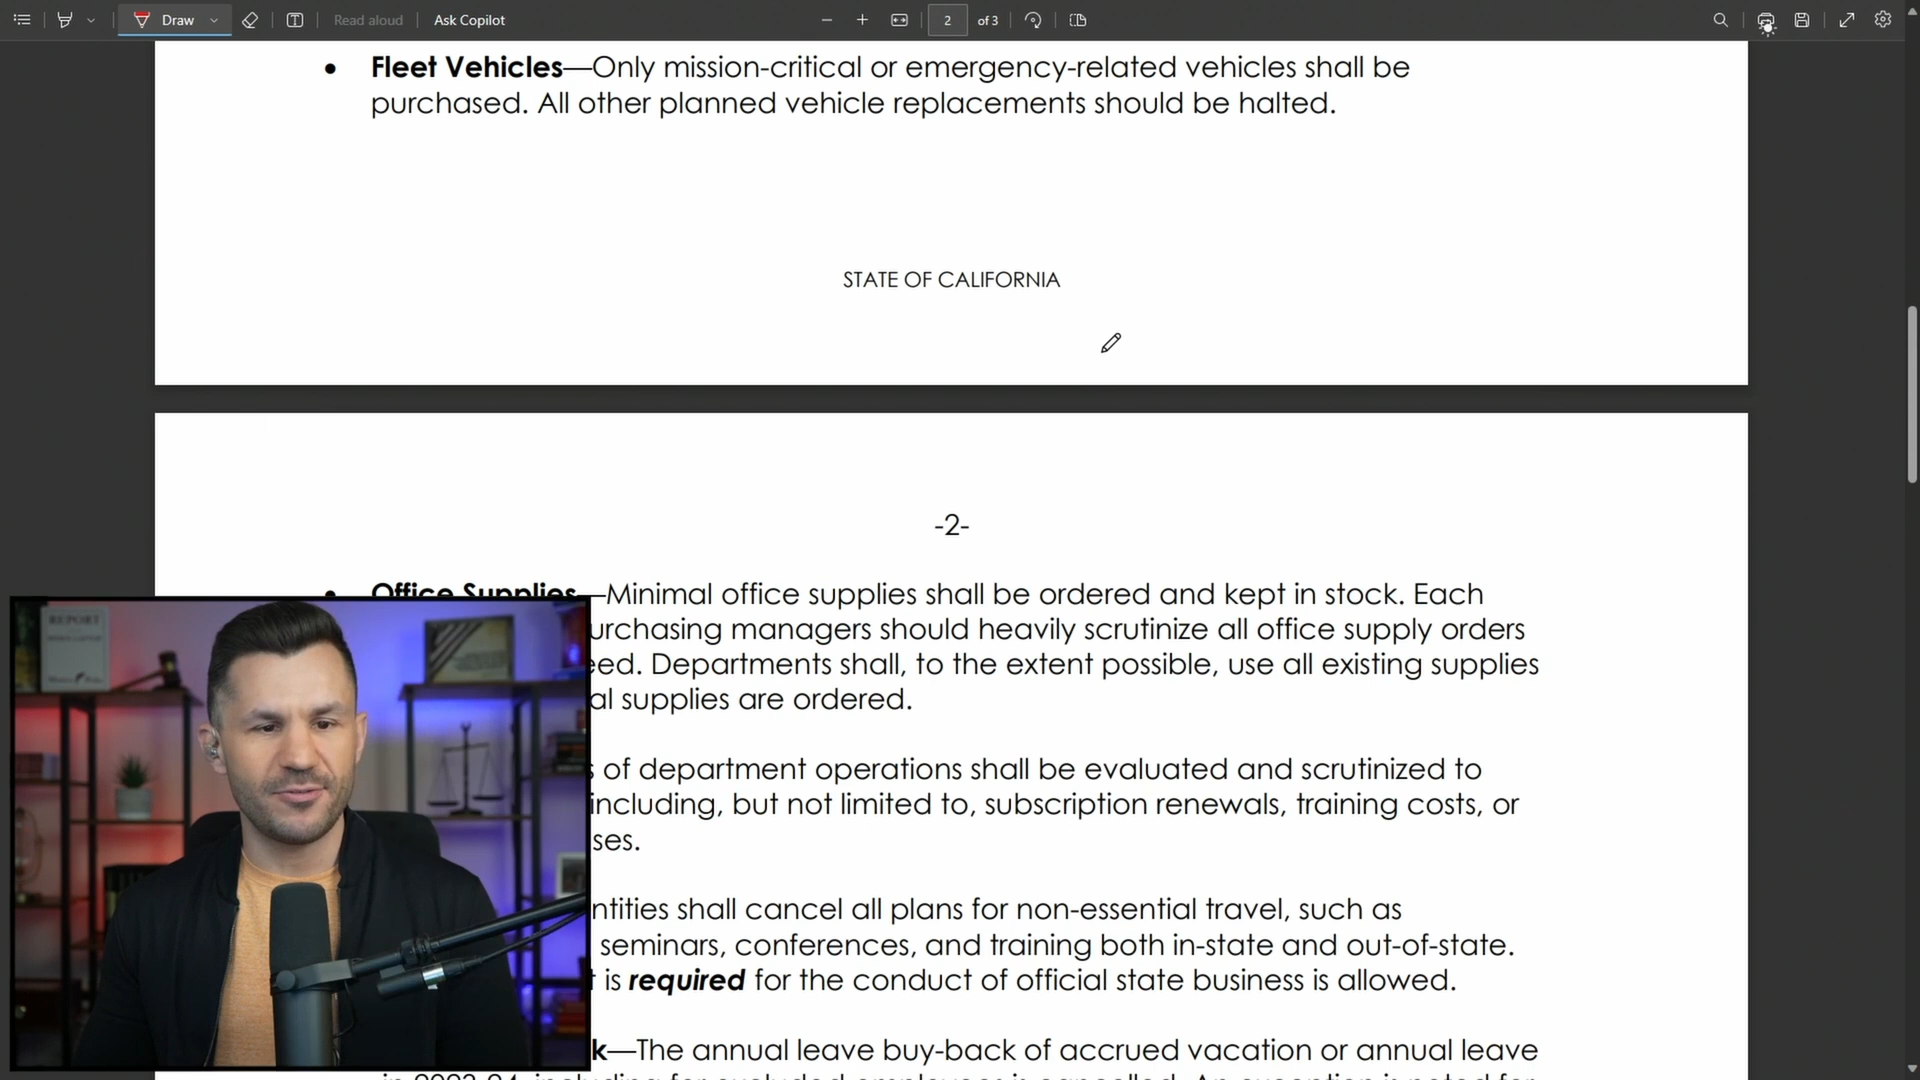 Draw
Read aloud
Ask Copilot
2 of 3
Fleet Vehicles—Only mission-critical or emergency-related vehicles shall be
purchased. All other planned vehicle replacements should be halted.
STATE OF CALIFORNIA
-2-
Office Supplies—Minimal office supplies shall be ordered and kept in stock. Each
urchasing managers should heavily scrutinize all office supply orders
eed. Departments shall, to the extent possible, use all existing supplies
al supplies are ordered.
s of department operations shall be evaluated and scrutinized to
including, but not limited to, subscription renewals, training costs, or
ses.
ntities shall cancel all plans for non-essential travel, such as
seminars, conferences, and training both in-state and out-of-state.
t is required for the conduct of official state business is allowed.
k—The annual leave buy-back of accrued vacation or annual leave
REPORT